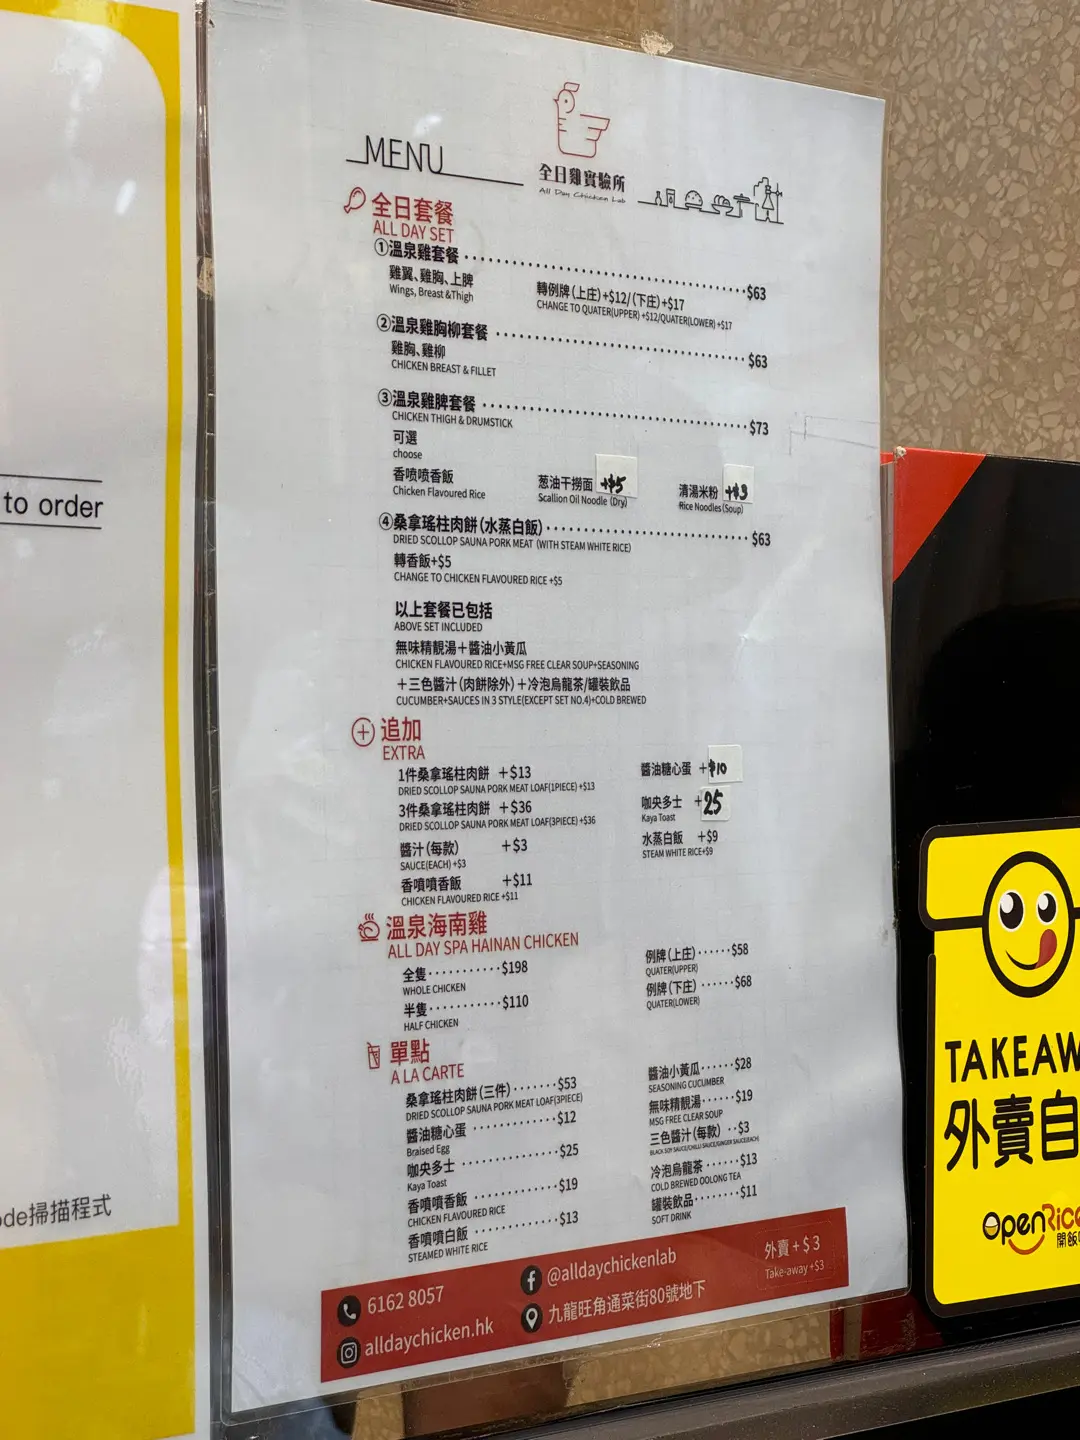 to order
ode掃描程式
MENU
全日雞實驗所
All Day Chicken Lab
全日套餐
ALL DAY SET
①溫泉雞套餐 $63
雞翼、雞胸、上脾
Wings, Breast &Thigh
轉例牌(上庄)+$12/(下庄)+$17
CHANGE TO QUATER(UPPER) +$12/QUATER(LOWER) +$17
②溫泉雞胸柳套餐 $63
雞胸、雞柳
CHICKEN BREAST & FILLET
③溫泉雞脾套餐 $73
CHICKEN THIGH & DRUMSTICK
可選
choose
香喷喷香飯
Chicken Flavoured Rice
葱油干撈面 +$5
Scallion Oil Noodle (Dry)
清湯米粉 +$3
Rice Noodles(Soup)
④桑拿瑤柱肉餅(水蒸白飯) $63
DRIED SCOLLOP SAUNA PORK MEAT (WITH STEAM WHITE RICE)
轉香飯+$5
CHANGE TO CHICKEN FLAVOURED RICE +$5
以上套餐已包括
ABOVE SET INCLUDED
無味精靚湯+醬油小黃瓜
CHICKEN FLAVOURED RICE+MSG FREE CLEAR SOUP+SEASONING
+三色醬汁(肉餅除外)+冷泡烏龍茶/罐裝飲品
CUCUMBER+SAUCES IN 3 STYLE(EXCEPT SET NO.4)+COLD BREWED
追加
EXTRA
1件桑拿瑤柱肉餅 +$13
DRIED SCOLLOP SAUNA PORK MEAT LOAF(1PIECE) +$13
3件桑拿瑤柱肉餅 +$36
DRIED SCOLLOP SAUNA PORK MEAT LOAF(3PIECE) +$36
醬汁(每款) +$3
SAUCE(EACH) +$3
香噴噴香飯 +$11
CHICKEN FLAVOURED RICE +$11
醬油糖心蛋 +$10
咖央多士 +25
Kaya Toast
水蒸白飯 +$9
STEAM WHITE RICE+$9
溫泉海南雞
ALL DAY SPA HAINAN CHICKEN
全隻 $198
WHOLE CHICKEN
半隻 $110
HALF CHICKEN
例牌(上庄) $58
QUATER(UPPER)
例牌(下庄) $68
QUATER(LOWER)
單點
A LA CARTE
桑拿瑤柱肉餅(三件) $53
DRIED SCOLLOP SAUNA PORK MEAT LOAF(3PIECE)
醬油糖心蛋 $12
Braised Egg
咖央多士 $25
Kaya Toast
香噴噴香飯 $19
CHICKEN FLAVOURED RICE
香噴噴白飯 $13
STEAMED WHITE RICE
醬油小黃瓜 $28
SEASONING CUCUMBER
無味精靚湯 $19
MSG FREE CLEAR SOUP
三色醬汁(每款) $3
BLACK SOY SAUCE/CHILLI SAUCE/GINGER SAUCE(EACH)
冷泡烏龍茶 $13
COLD BREWED OOLONG TEA
罐裝飲品 $11
SOFT DRINK
6162 8057
@alldaychickenlab
外賣+$3
Take-away +$3
alldaychicken.hk
九龍旺角通菜街80號地下
TAKEAW
外賣自
OpenRice
開飯